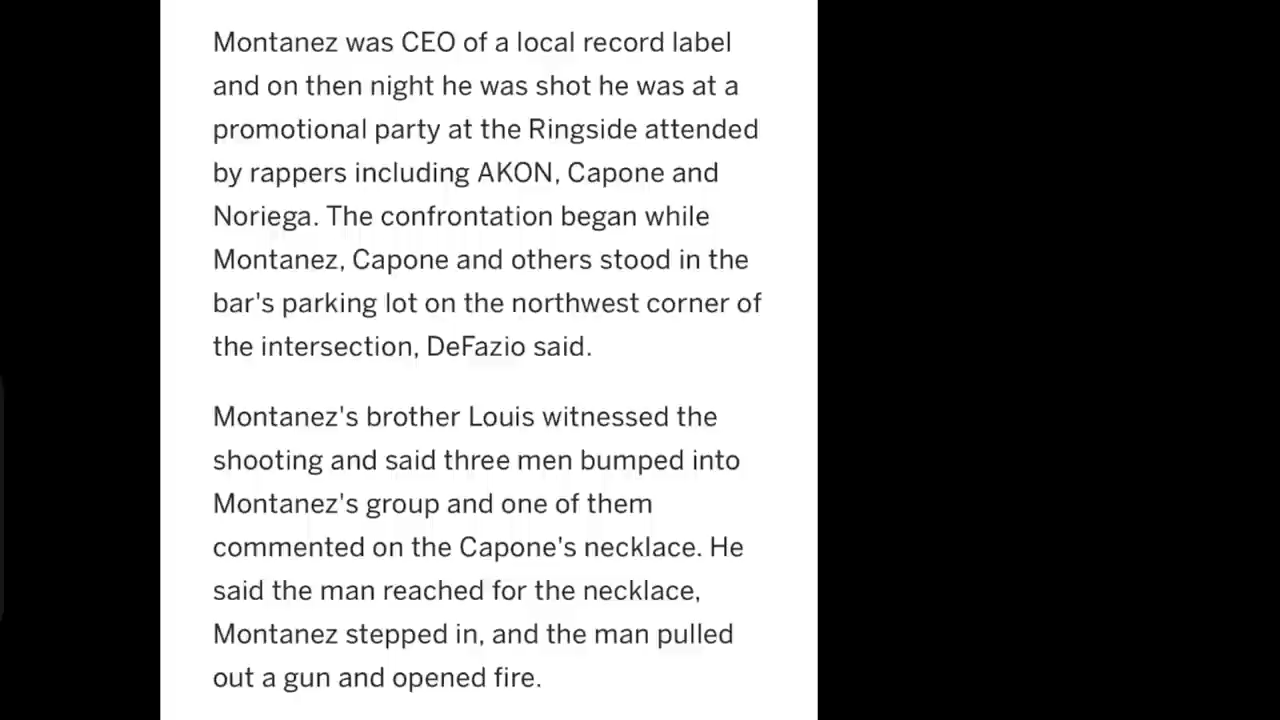 Montanez was CEO of a local record label
and on then night he was shot he was at a
promotional party at the Ringside attended
by rappers including AKON, Capone and
Noriega. The confrontation began while
Montanez, Capone and others stood in the
bar's parking lot on the northwest corner of
the intersection, DeFazio said.
Montanez's brother Louis witnessed the
shooting and said three men bumped into
Montanez's group and one of them
commented on the Capone's necklace. He
said the man reached for the necklace,
Montanez stepped in, and the man pulled
out a gun and opened fire.